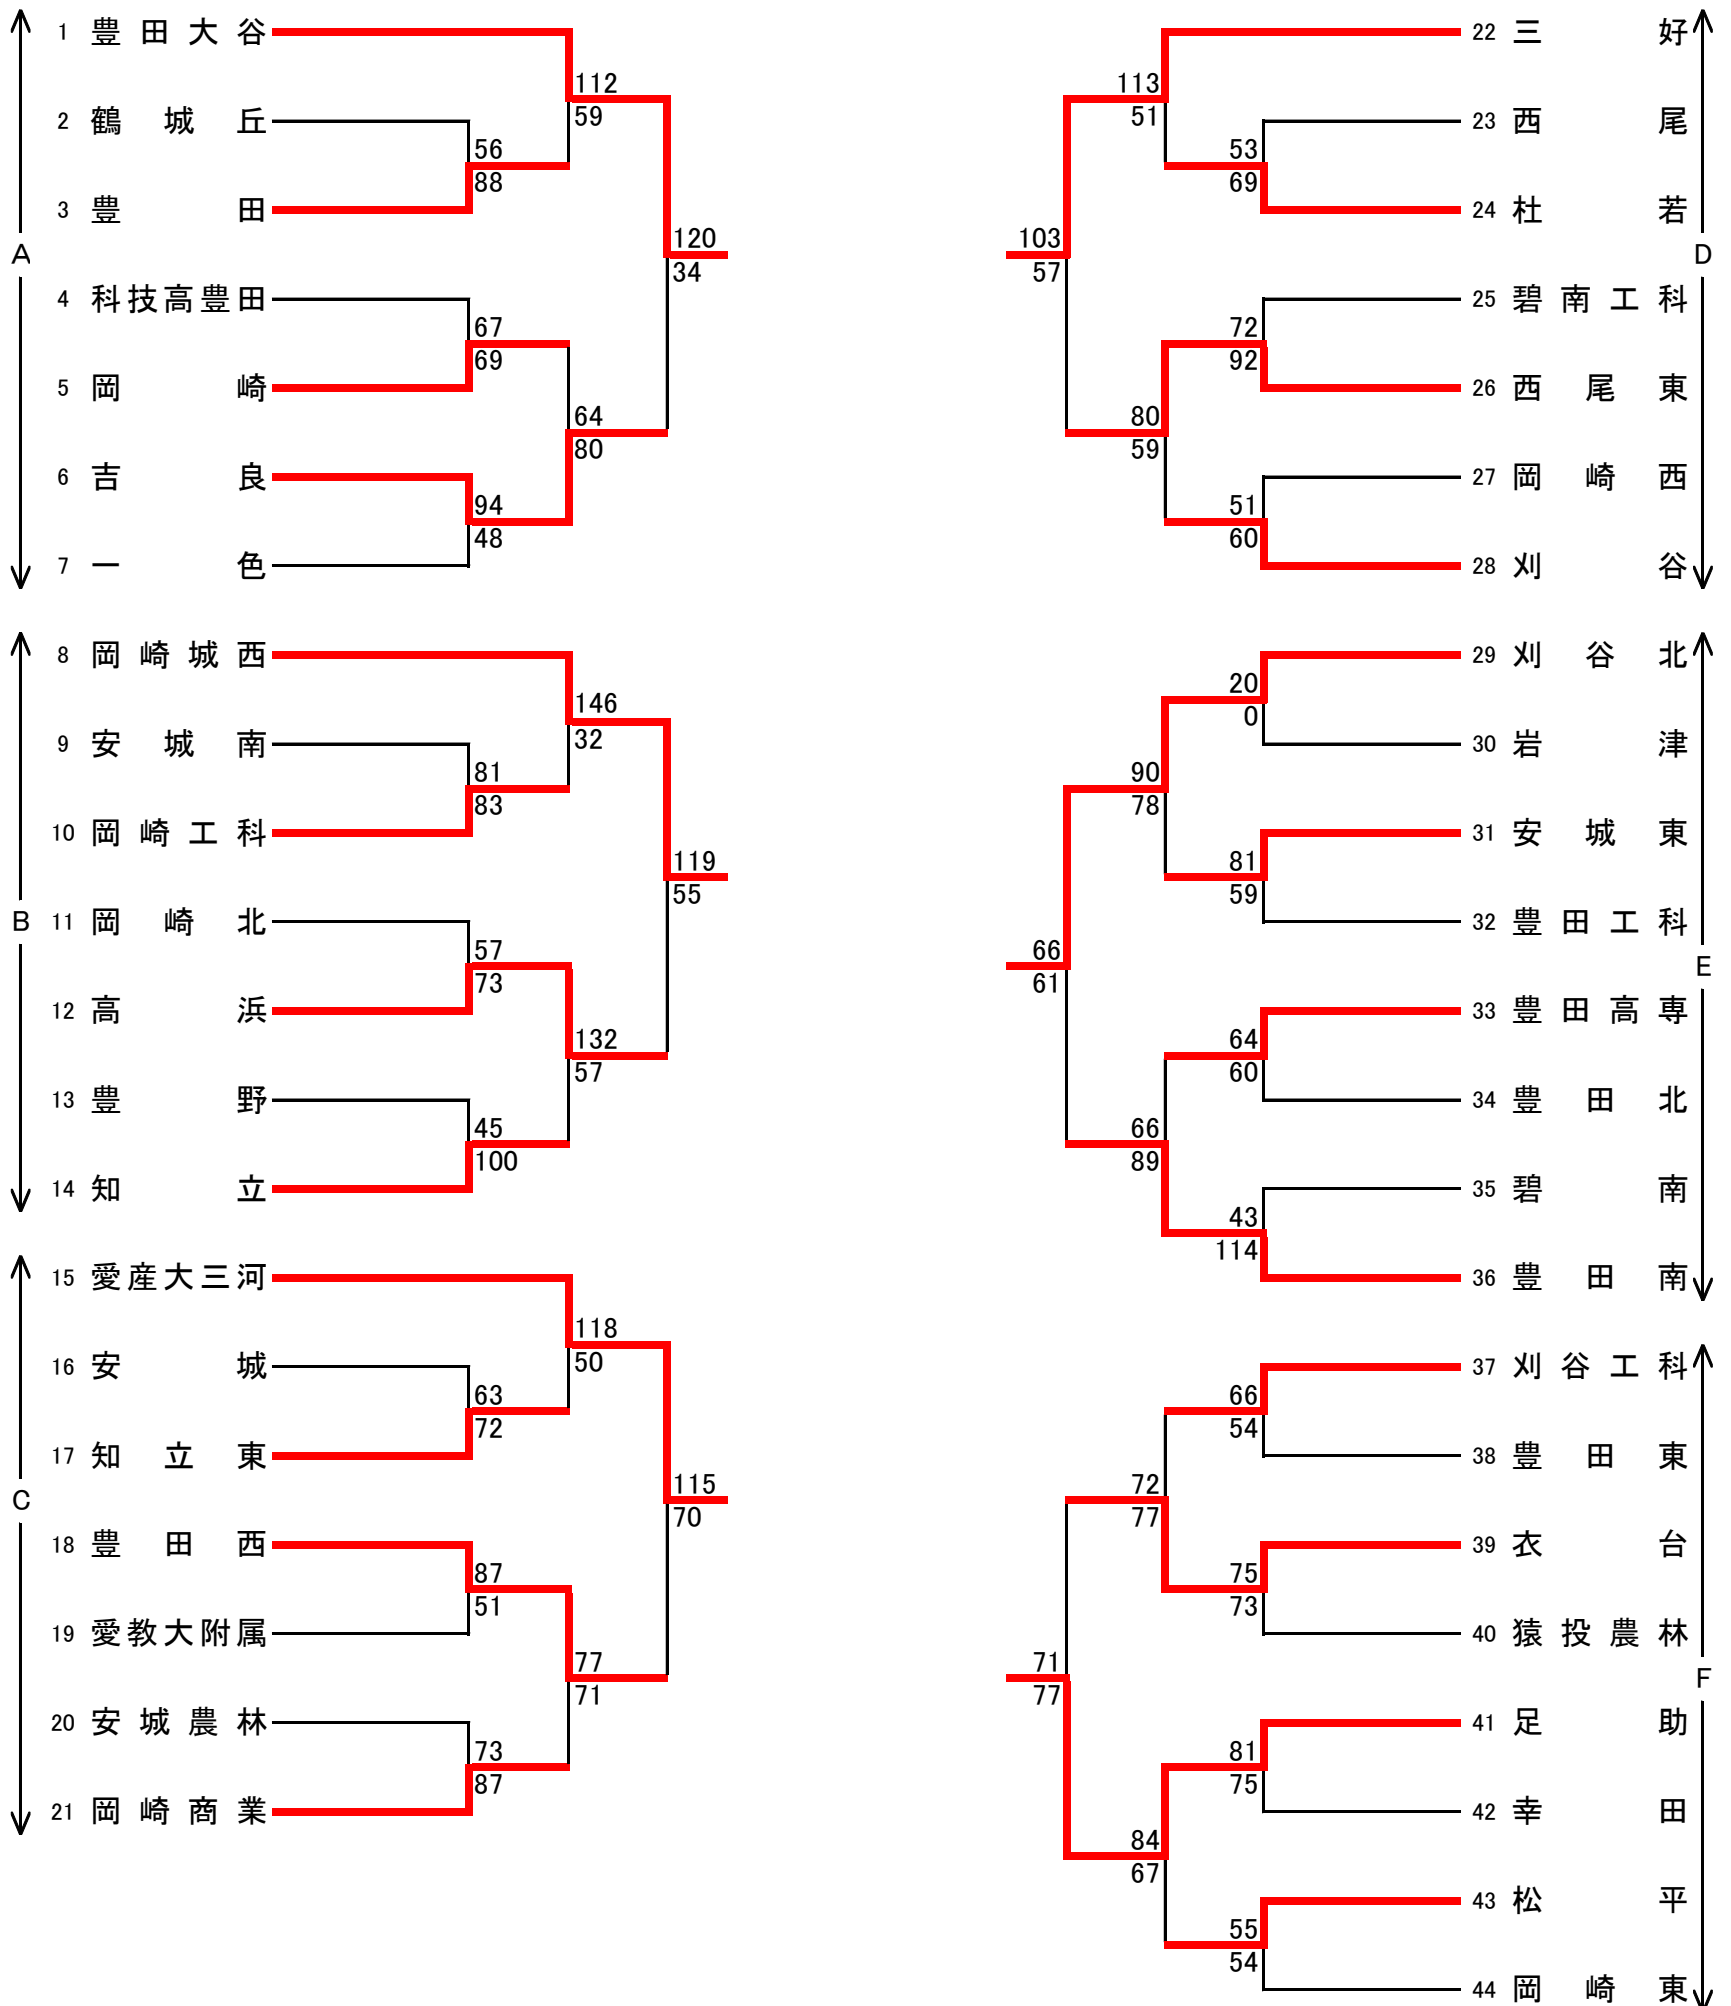 A
1 豊田大谷
2 鶴城丘
3 豊田
4 科技高豊田
5 岡崎
6 吉良
7 一色
112
59
56
88
120
34
67
69
64
80
94
48
B
8 岡崎城西
9 安城南
10 岡崎工科
11 岡崎北
12 高浜
13 豊野
14 知立
146
32
81
83
119
55
57
73
132
57
45
100
C
15 愛産大三河
16 安城
17 知立東
18 豊田西
19 愛教大附属
20 安城農林
21 岡崎商業
118
50
63
72
115
70
87
51
77
71
73
87
D
22 三好
23 西尾
24 杜若
25 碧南工科
26 西尾東
27 岡崎西
28 刈谷
113
51
53
69
103
57
72
92
80
59
51
60
E
29 刈谷北
30 岩津
31 安城東
32 豊田工科
33 豊田高専
34 豊田北
35 碧南
36 豊田南
20
0
90
78
81
59
66
61
64
60
66
89
43
114
F
37 刈谷工科
38 豊田東
39 衣台
40 猿投農林
41 足助
42 幸田
43 松平
44 岡崎東
66
54
72
77
75
73
71
77
81
75
84
67
55
54